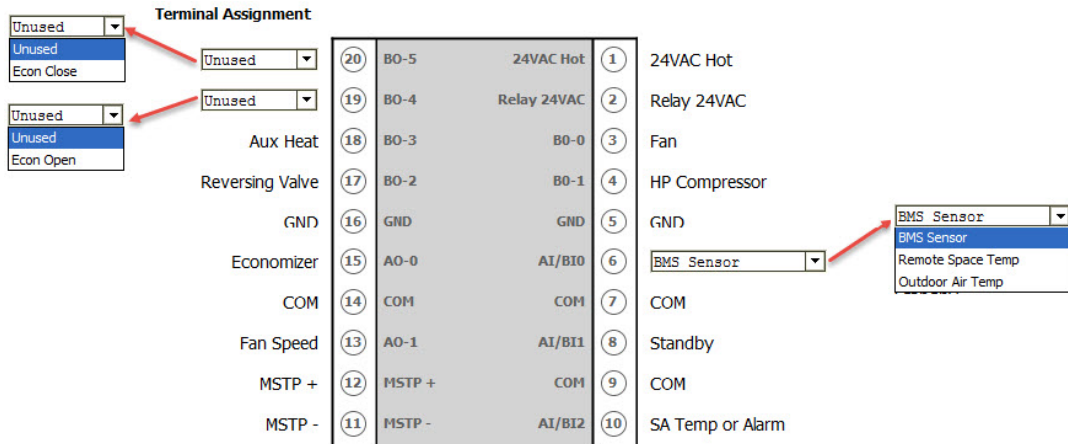 Terminal Assignment
Unused
Unused
Econ Close
Unused 20 BO-5 24VAC Hot 1 24VAC Hot
Unused 19 BO-4 Relay 24VAC 2 Relay 24VAC
Unused
Unused
Econ Open
Aux Heat 18 BO-3 B0-0 3 Fan
Reversing Valve 17 BO-2 B0-1 4 HP Compressor
GND 16 GND GND 5 GND
Economizer 15 AO-0 AI/BI0 6 BMS Sensor
BMS Sensor
BMS Sensor
Remote Space Temp
Outdoor Air Temp
COM 14 COM COM 7 COM
Fan Speed 13 AO-1 AI/BI1 8 Standby
MSTP + 12 MSTP + COM 9 COM
MSTP - 11 MSTP - AI/BI2 10 SA Temp or Alarm